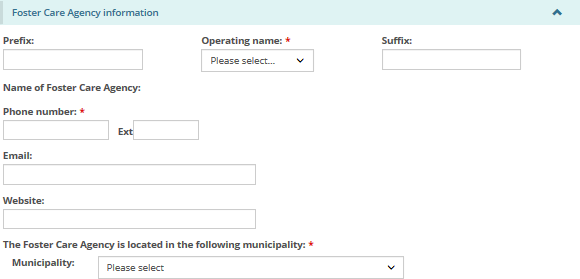 Foster Care Agency information
Prefix: Operating name: * Suffix:
Please select...
Name of Foster Care Agency:
Phone number: *
Ext
Email:
Website:
The Foster Care Agency is located in the following municipality: *
Municipality: Please select